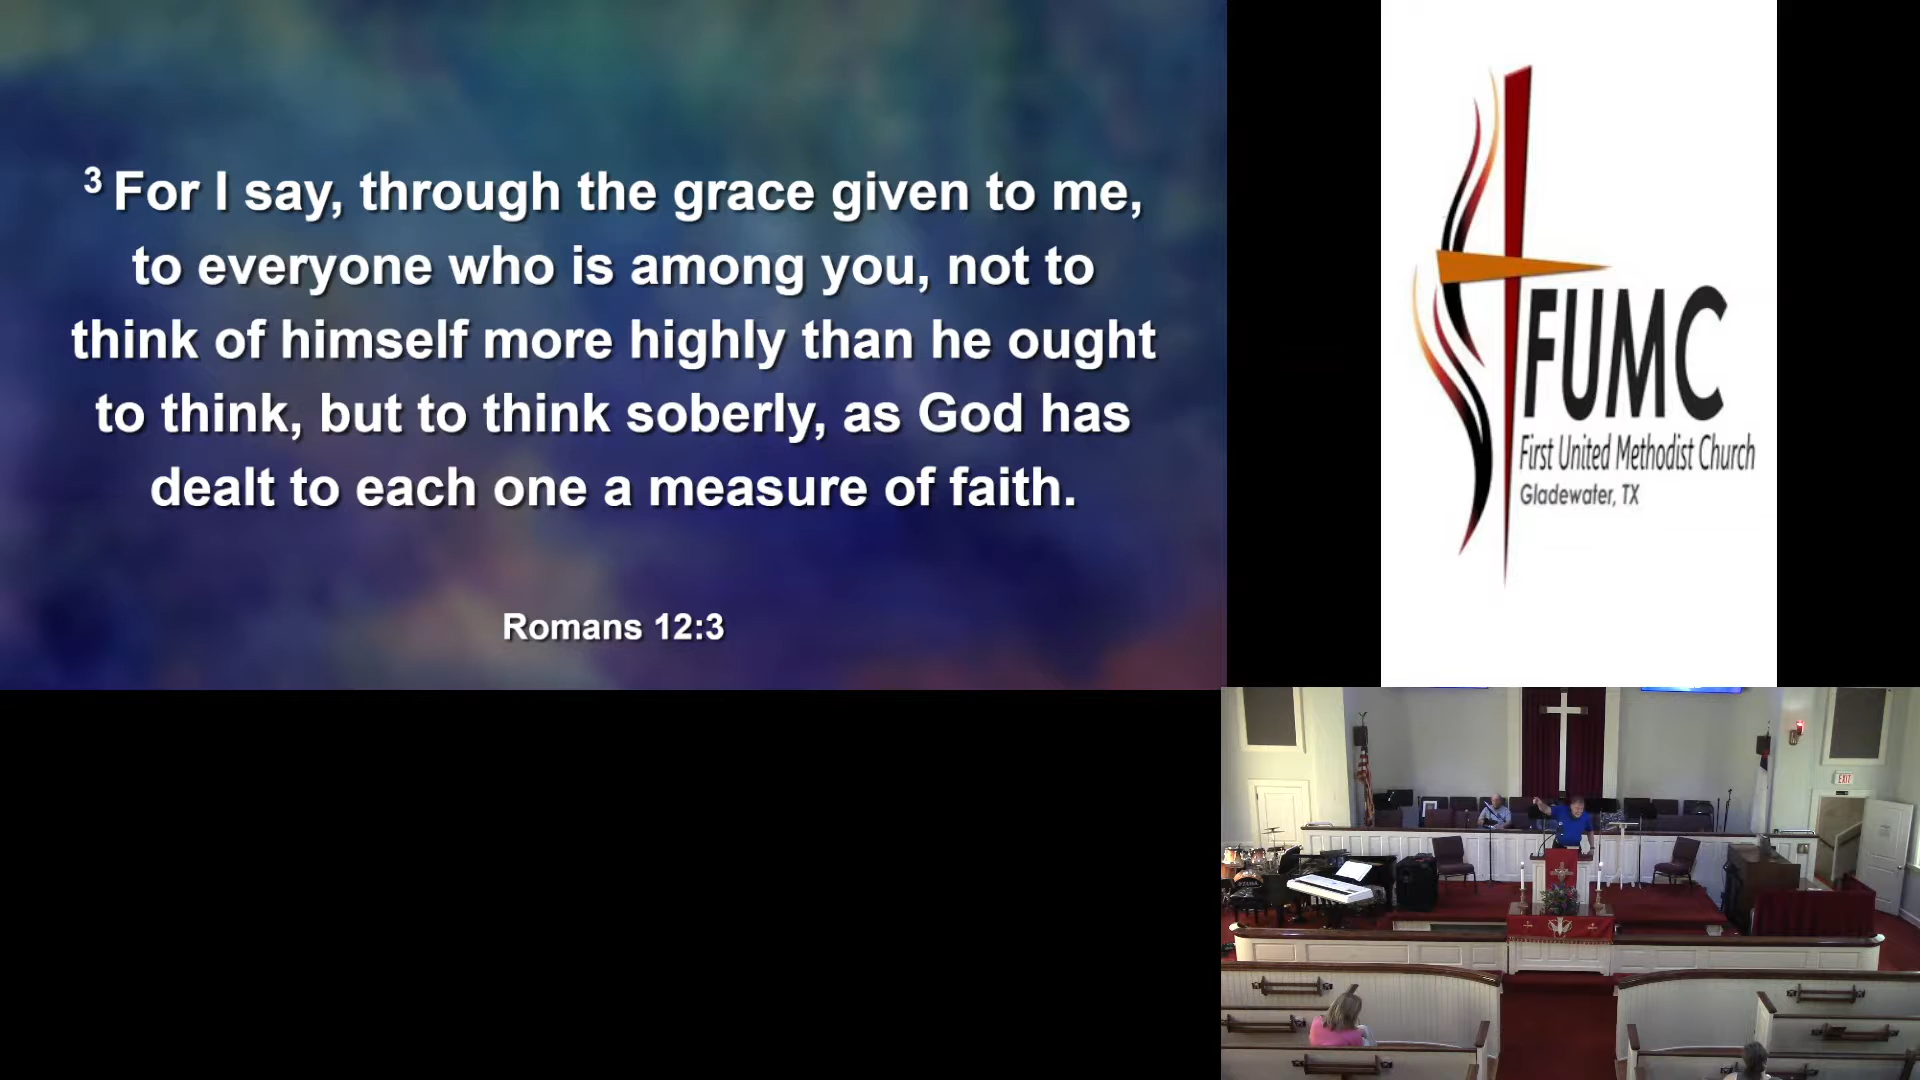 3 For I say, through the grace given to me,
to everyone who is among you, not to
think of himself more highly than he ought
to think, but to think soberly, as God has
dealt to each one a measure of faith.
Romans 12:3
FUMC
First United Methodist Church
Gladewater, TX
EXIT